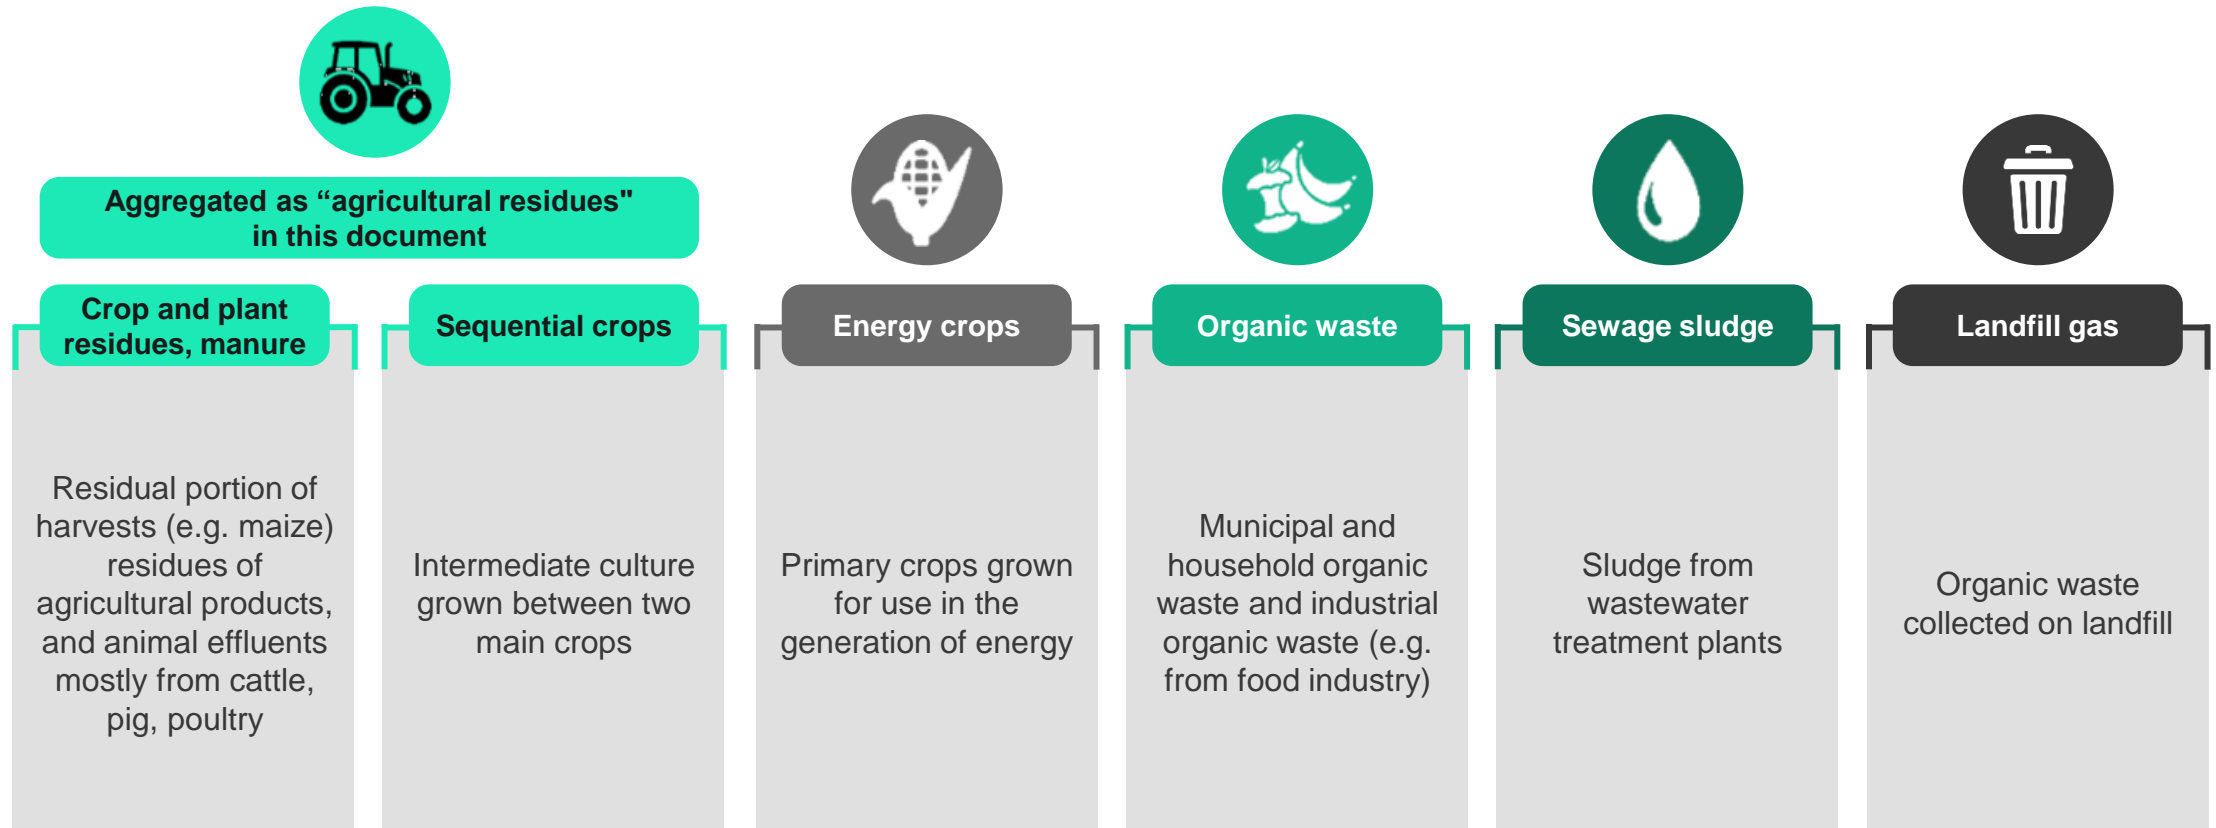 Aggregated as “agricultural residues"
in this document
Crop and plant
residues, manure
Sequential crops
Energy crops
Organic waste
Sewage sludge
Landfill gas
Residual portion of
harvests (e.g. maize)
residues of
agricultural products,
and animal effluents
mostly from cattle,
pig, poultry
Intermediate culture
grown between two
main crops
Primary crops grown
for use in the
generation of energy
Municipal and
household organic
waste and industrial
organic waste (e.g.
from food industry)
Sludge from
wastewater
treatment plants
Organic waste
collected on landfill